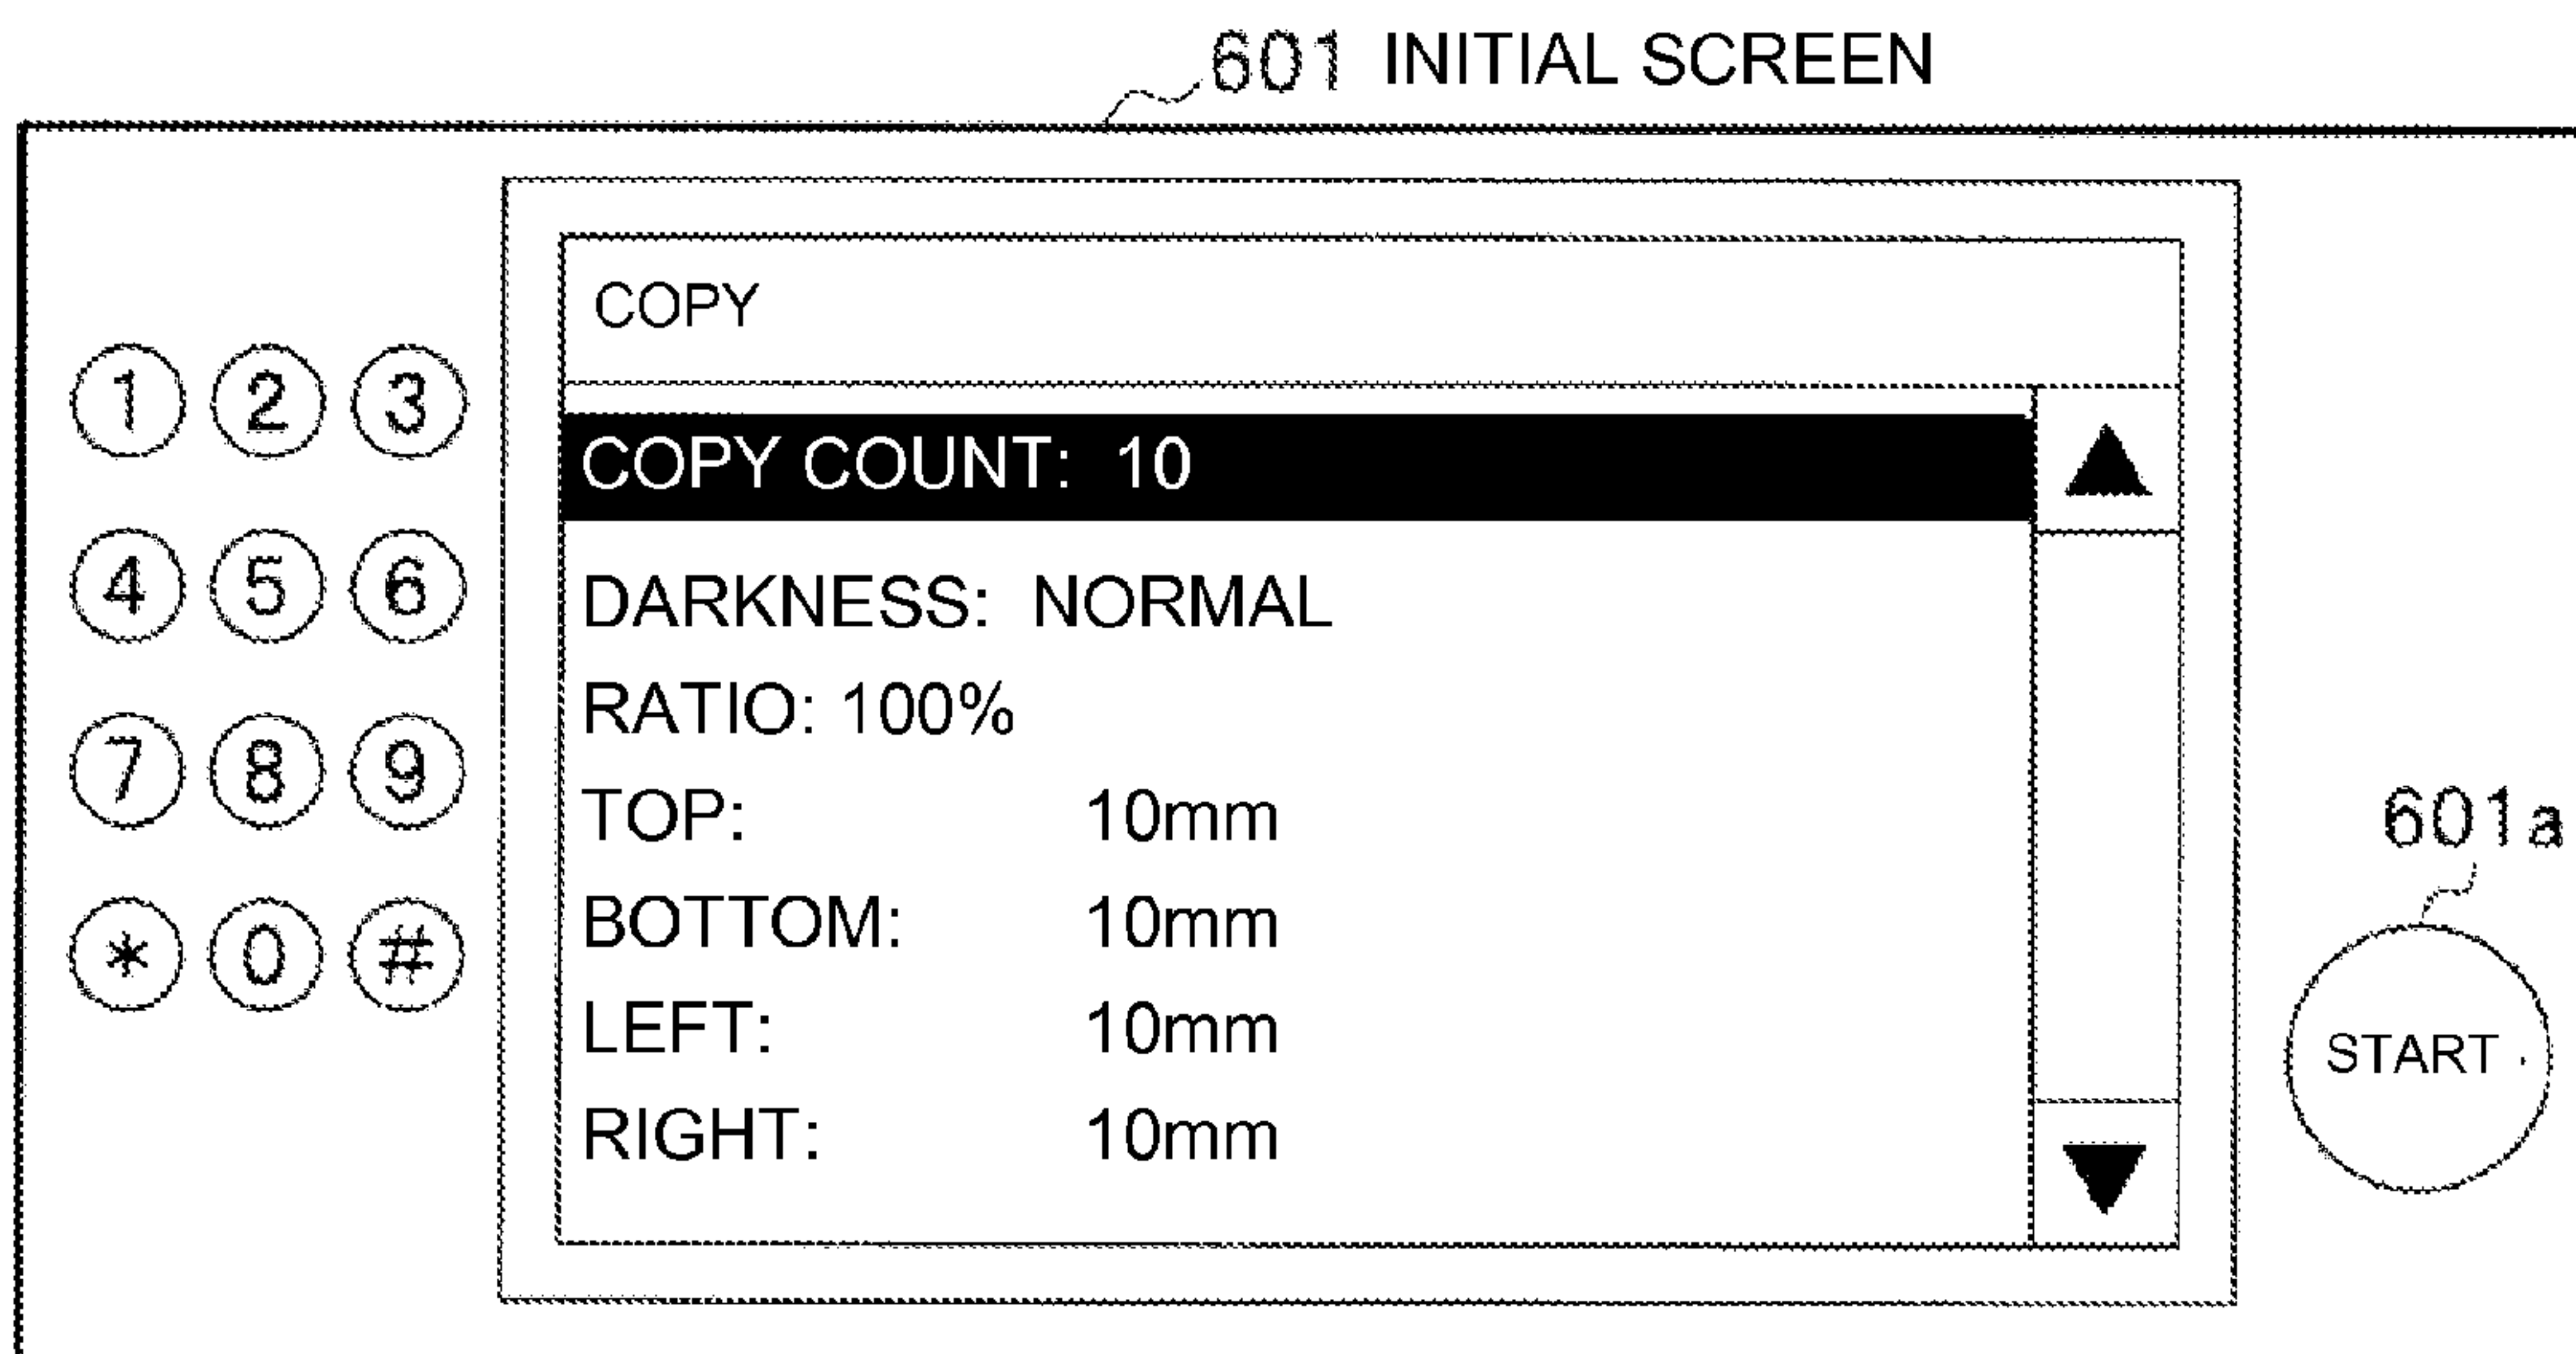 601 INITIAL SCREEN
COPY
1 2 3
COPY COUNT: 10
4 5 6
DARKNESS: NORMAL
RATIO: 100%
7 8 9
TOP: 10mm
601a
BOTTOM: 10mm
* 0 #
LEFT: 10mm
START
RIGHT: 10mm